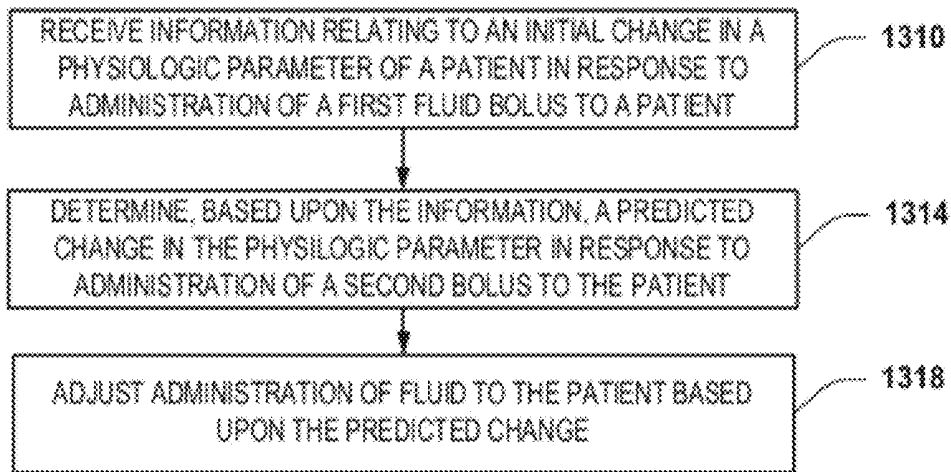 RECEIVE INFORMATION RELATING TO AN INITIAL CHANGE IN A
PHYSIOLOGIC PARAMETER OF A PATIENT IN RESPONSE TO
ADMINISTRATION OF A FIRST FLUID BOLUS TO A PATIENT
1310
DETERMINE, BASED UPON THE INFORMATION, A PREDICTED
CHANGE IN THE PHYSILOGIC PARAMETER IN RESPONSE TO
ADMINISTRATION OF A SECOND BOLUS TO THE PATIENT
1314
ADJUST ADMINISTRATION OF FLUID TO THE PATIENT BASED
UPON THE PREDICTED CHANGE
1318